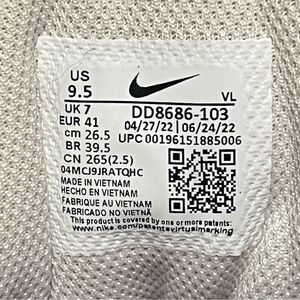 US
9.5
VL
UK 7
DD8686-103
EUR 41
04/27/22 | 06/24/22
cm 26.5
UPC 00196151885006
BR 39.5
CN 265(2.5)
04MCJ9JRATQHC
MADE IN VIETNAM
HECHO EN VIETNAM
FABRIQUE AU VIETNAM
FABRICADO NO VIETNÃ
This product is covered by one or more patents:
www.nike.com/patentsvirtualmarking